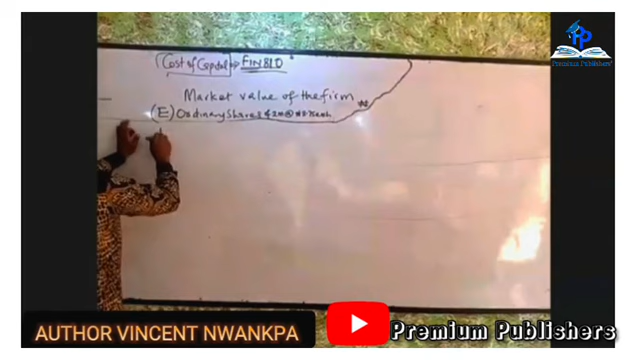 Premium Publishers
Cost of Capital FIN 810
Market value of the firm
(E) Ordinary Shares
AUTHOR VINCENT NWANKPA
Premium Publishers